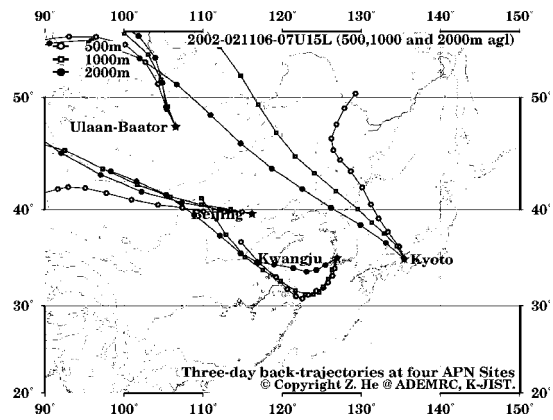 90° 100° 110° 120° 130° 140° 150°
2002-021106-07U15L (500,1000 and 2000m agl)
500m
1000m
2000m
50° 50°
Ulaan-Baator
40° 40°
Beijing
Kwangju Kyoto
30° 30°
Three-day back-trajectories at four APN Sites
© Copyright Z. He @ ADEMRC, K-JIST.
20° 20°
90° 100° 110° 120° 130° 140° 150°